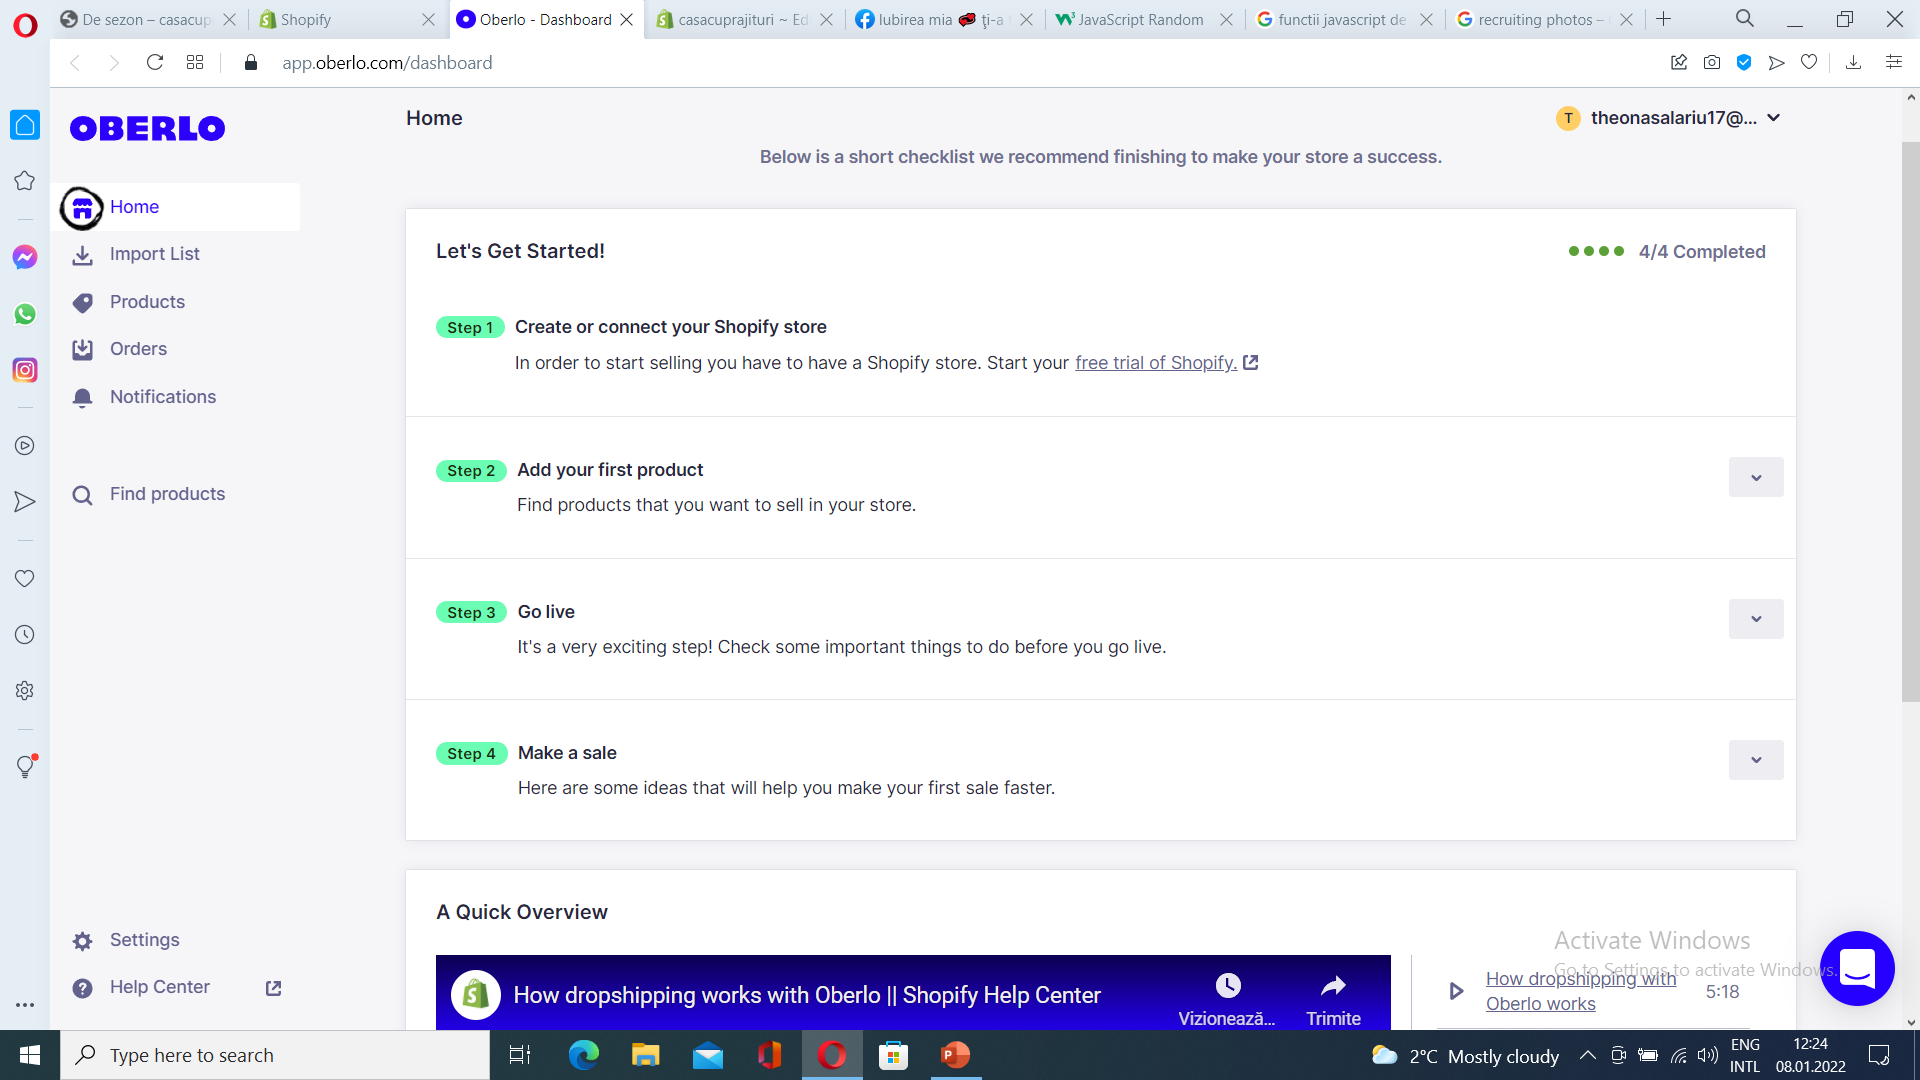 De sezon – casacup
Shopify
Oberlo - Dashboard
casacuprajituri ~ Ed
Iubirea mia ți-a
JavaScript Random
functii javascript de
recruiting photos –
app.oberlo.com/dashboard
OBERLO
Home
T theonasalariu17@...
Below is a short checklist we recommend finishing to make your store a success.
Home
Import List
Products
Orders
Notifications
Find products
Settings
Help Center
Let's Get Started!
4/4 Completed
Step 1 Create or connect your Shopify store
In order to start selling you have to have a Shopify store. Start your free trial of Shopify.
Step 2 Add your first product
Find products that you want to sell in your store.
Step 3 Go live
It's a very exciting step! Check some important things to do before you go live.
Step 4 Make a sale
Here are some ideas that will help you make your first sale faster.
A Quick Overview
How dropshipping works with Oberlo || Shopify Help Center
Vizionează...
Trimite
How dropshipping with
Oberlo works
5:18
Activate Windows
Go to Settings to activate Windows.
Type here to search
2°C Mostly cloudy
ENG
INTL
12:24
08.01.2022